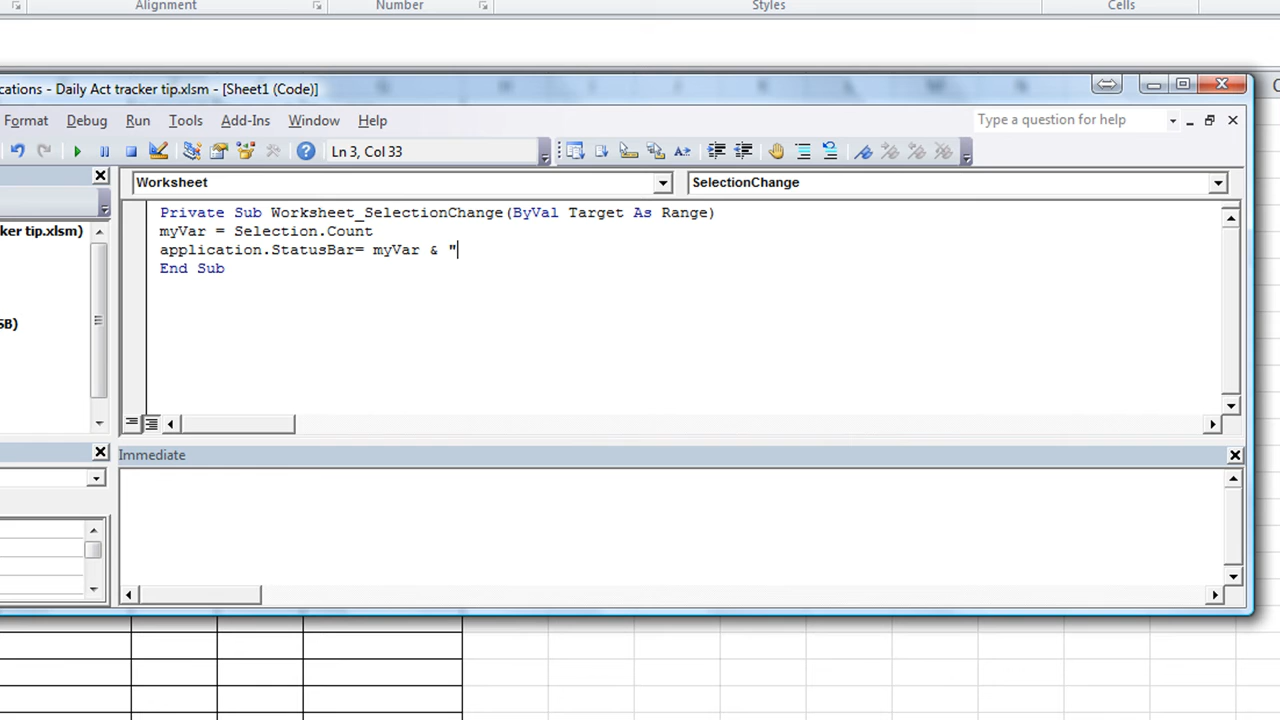 Alignment Number Styles Cells
cations - Daily Act tracker tip.xlsm - [Sheet1 (Code)]
Format Debug Run Tools Add-Ins Window Help Type a question for help
Ln 3, Col 33
Worksheet SelectionChange
ker tip.xlsm)
Private Sub Worksheet_SelectionChange(ByVal Target As Range)
myVar = Selection.Count
application.StatusBar= myVar & "
End Sub
SB)
Immediate